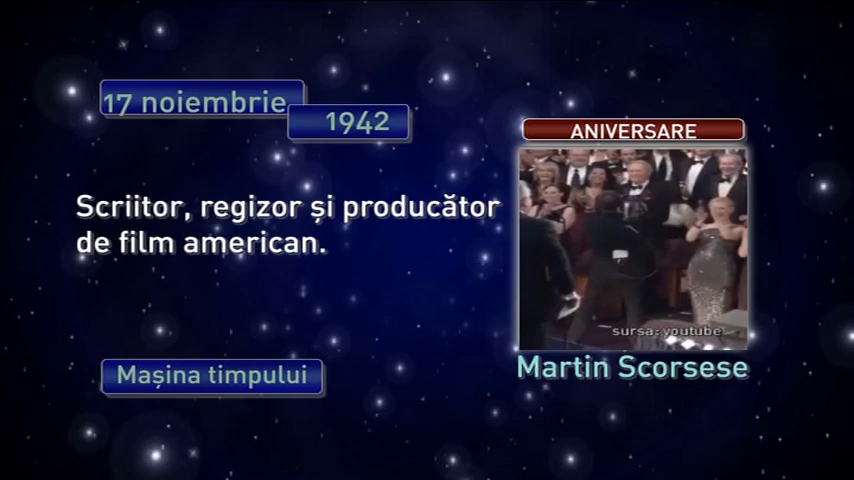 17 noiembrie
1942
ANIVERSARE
Scriitor, regizor și producător
de film american.
sursa: youtube
Martin Scorsese
Mașina timpului